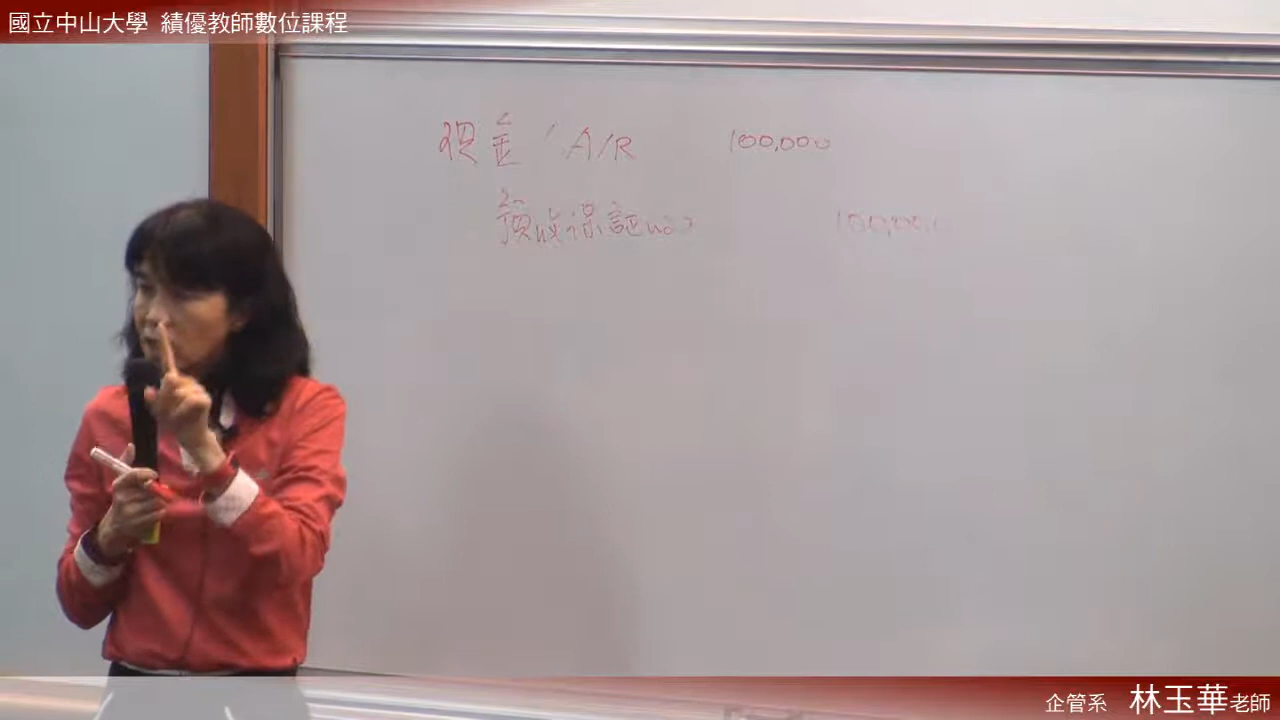 國立中山大學 績優教師數位課程
現金/A/R 100,000
預收保証 100,000
企管系 林玉華老師